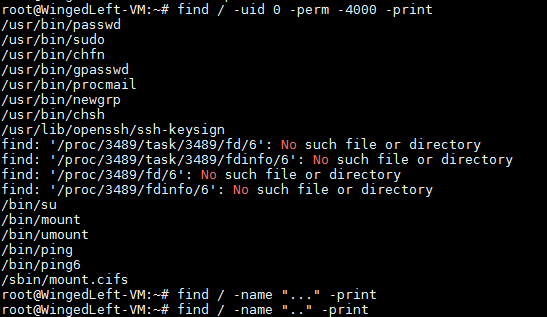 root@WingedLeft-VM:~# find / -uid 0 -perm -4000 -print
/usr/bin/passwd
/usr/bin/sudo
/usr/bin/chfn
/usr/bin/gpasswd
/usr/bin/procmail
/usr/bin/newgrp
/usr/bin/chsh
/usr/lib/openssh/ssh-keysign
find: '/proc/3489/task/3489/fd/6': No such file or directory
find: '/proc/3489/task/3489/fdinfo/6': No such file or directory
find: '/proc/3489/fd/6': No such file or directory
find: '/proc/3489/fdinfo/6': No such file or directory
/bin/su
/bin/mount
/bin/umount
/bin/ping
/bin/ping6
/sbin/mount.cifs
root@WingedLeft-VM:~# find / -name "..." -print
root@WingedLeft-VM:~# find / -name ".." -print